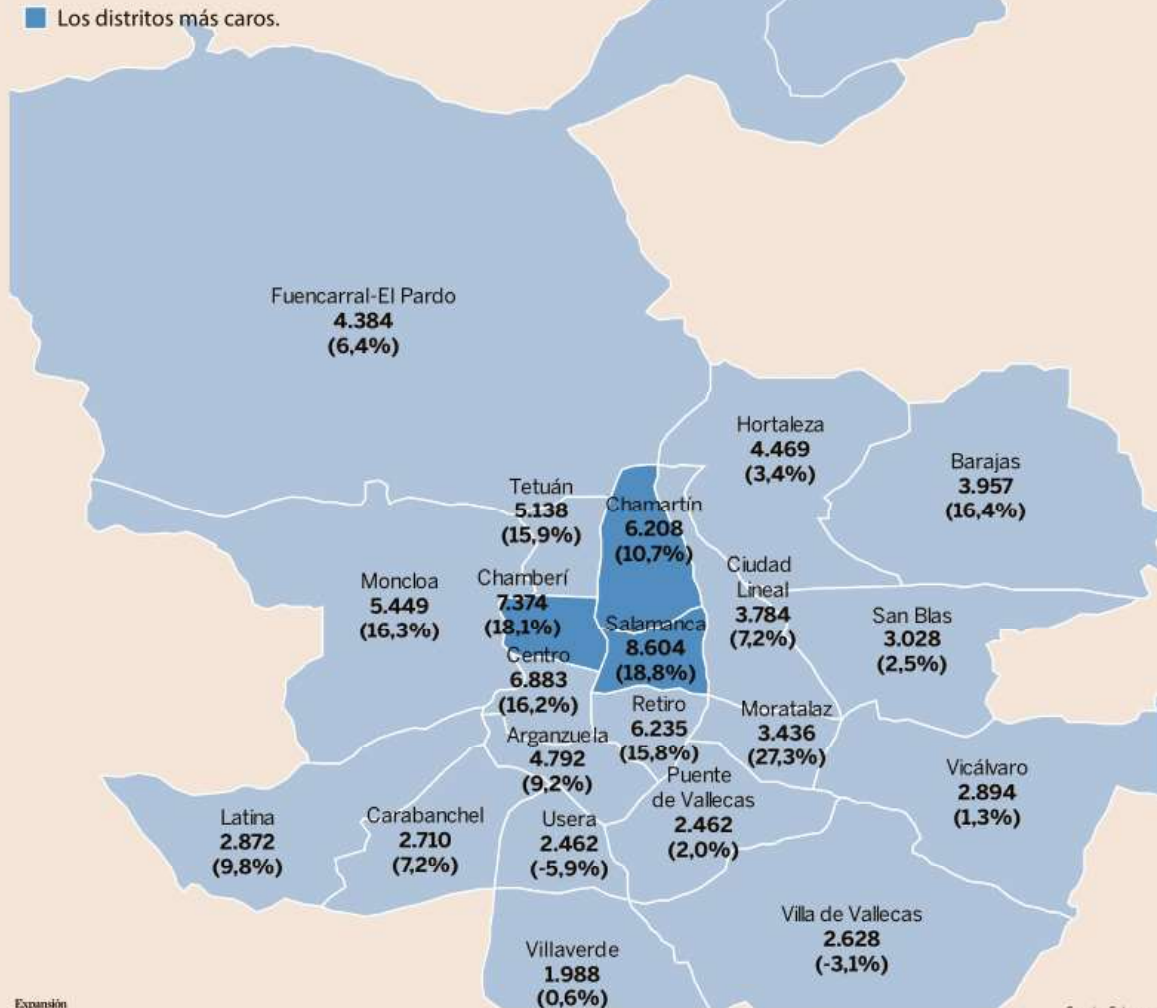 Los distritos más caros.
Fuencarral-El Pardo
4.384
(6,4%)
Hortaleza
4.469
(3,4%)
Barajas
3.957
(16,4%)
Tetuán
5.138
(15,9%)
Chamartín
6.208
(10,7%)
Moncloa
5.449
(16,3%)
Chamberí
7.374
(18,1%)
Ciudad
Lineal
3.784
(7,2%)
San Blas
3.028
(2,5%)
Salamanca
8.604
(18,8%)
Centro
6.883
(16,2%)
Retiro
6.235
(15,8%)
Moratalaz
3.436
(27,3%)
Arganzuela
4.792
(9,2%)
Vicálvaro
2.894
(1,3%)
Puente
de Vallecas
2.462
(2,0%)
Latina
2.872
(9,8%)
Carabanchel
2.710
(7,2%)
Usera
2.462
(-5,9%)
Villa de Vallecas
2.628
(-3,1%)
Villaverde
1.988
(0,6%)
Expansión